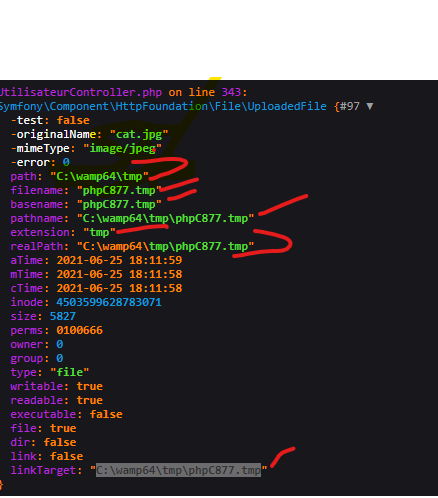 UtilisateurController.php on line 343:
Symfony\Component\HttpFoundation\File\UploadedFile {#97 ▼
-test: false
-originalName: "cat.jpg"
-mimeType: "image/jpeg"
-error: 0
path: "C:\wamp64\tmp"
filename: "phpC877.tmp"
basename: "phpC877.tmp"
pathname: "C:\wamp64\tmp\phpC877.tmp"
extension: "tmp"
realPath: "C:\wamp64\tmp\phpC877.tmp"
aTime: 2021-06-25 18:11:59
mTime: 2021-06-25 18:11:58
cTime: 2021-06-25 18:11:58
inode: 4503599628783071
size: 5827
perms: 0100666
owner: 0
group: 0
type: "file"
writable: true
readable: true
executable: false
file: true
dir: false
link: false
linkTarget: "C:\wamp64\tmp\phpC877.tmp"
}